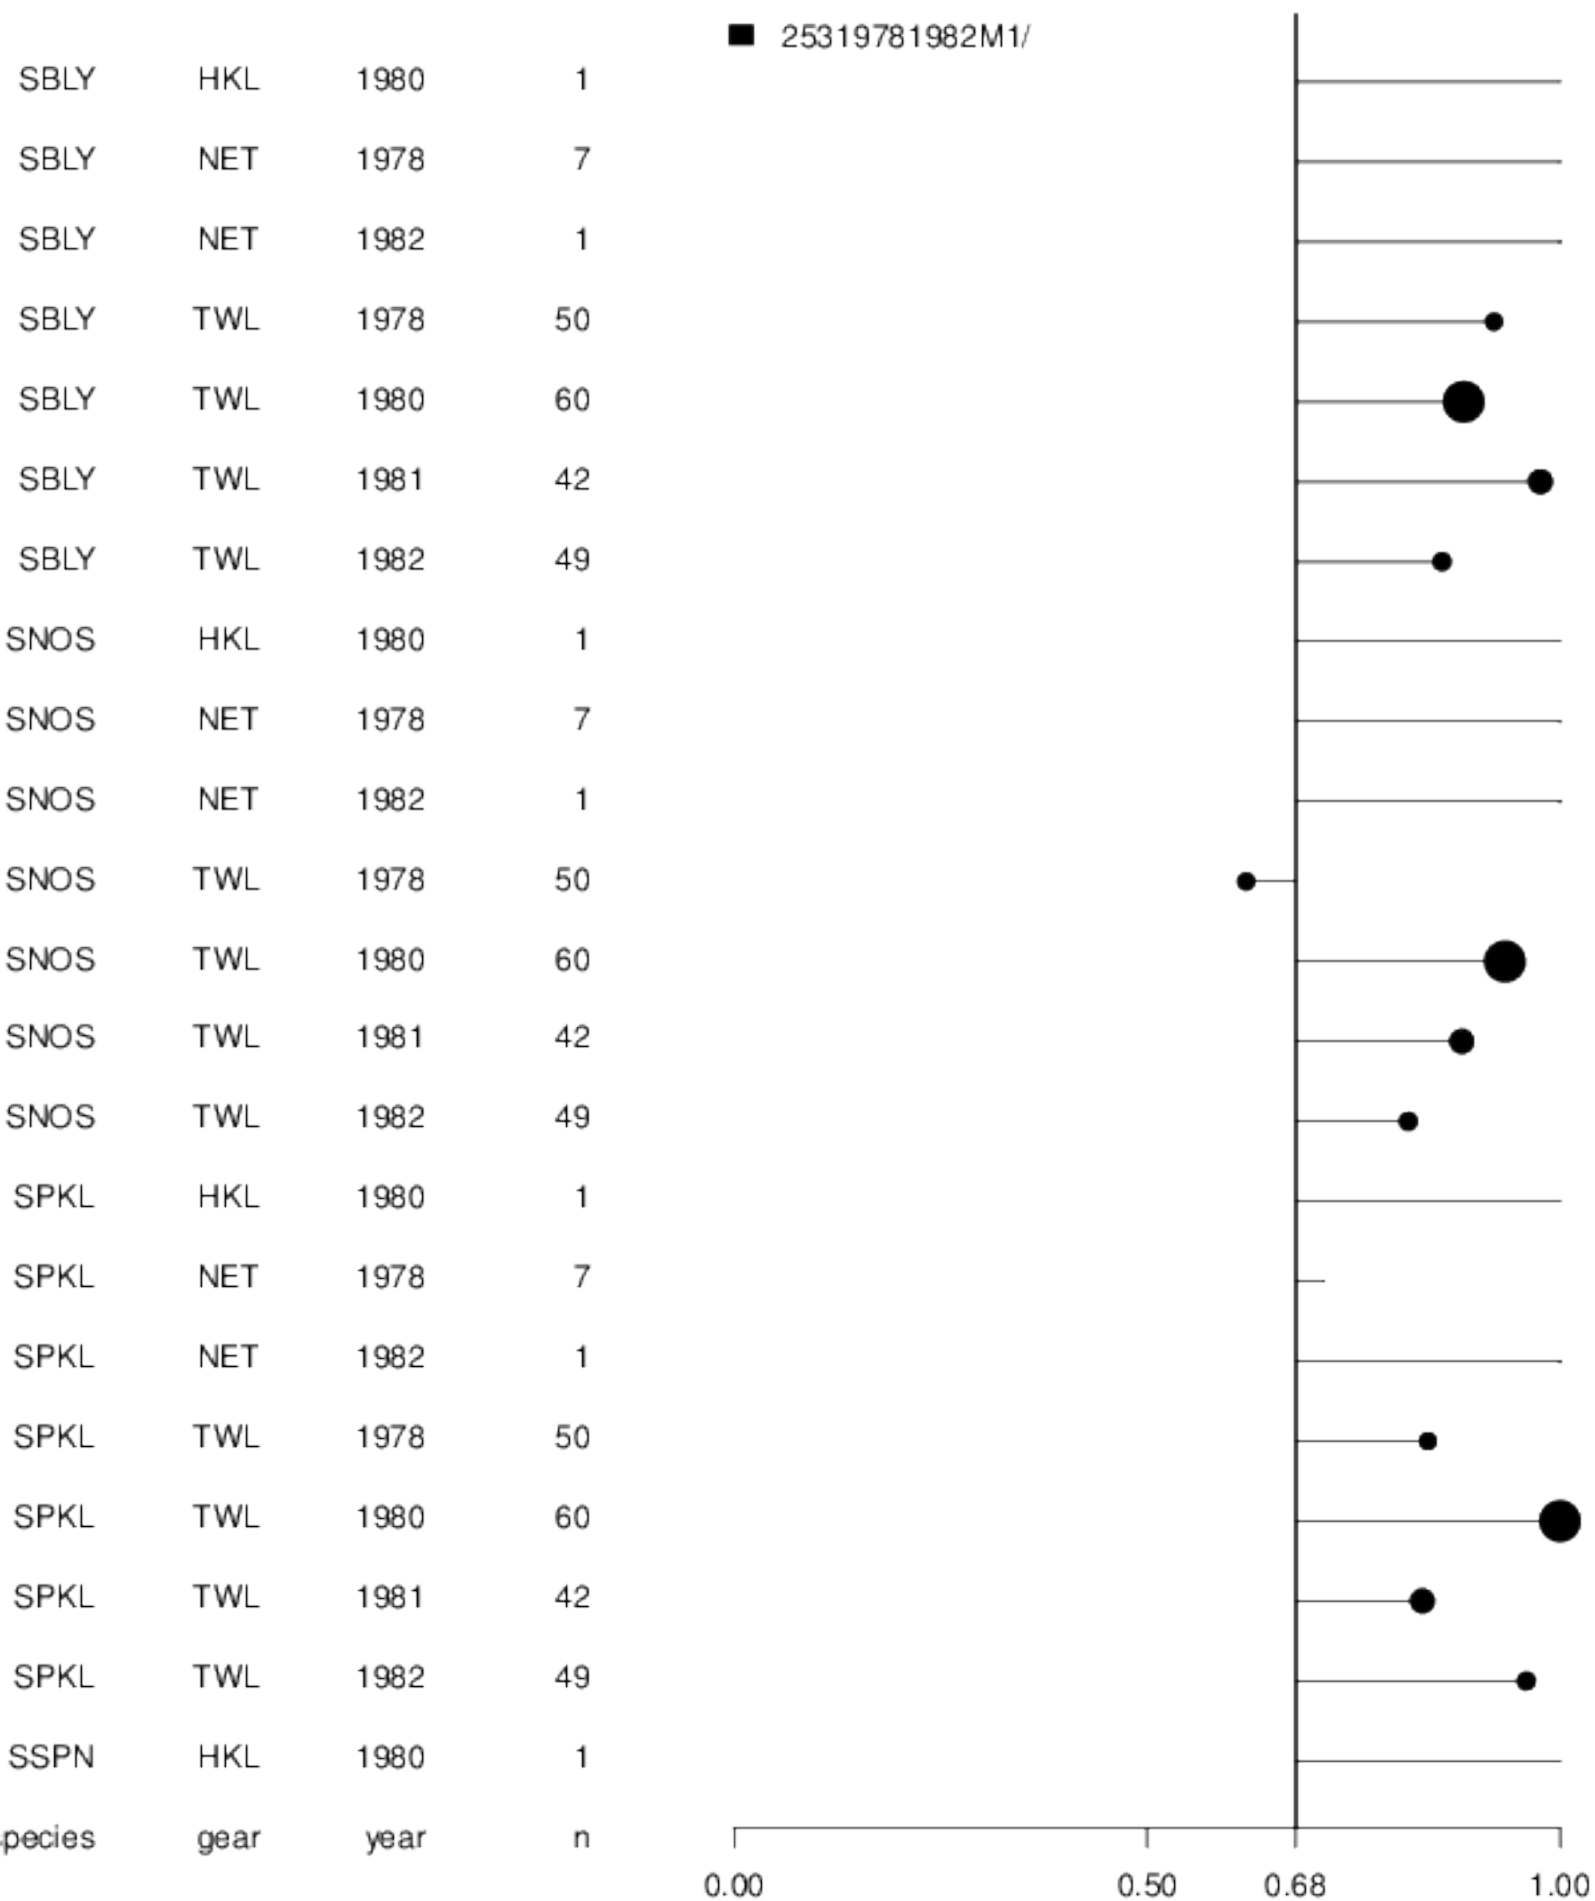 25319781982M1/
SBLY HKL 1980 1
SBLY NET 1978 7
SBLY NET 1982 1
SBLY TWL 1978 50
SBLY TWL 1980 60
SBLY TWL 1981 42
SBLY TWL 1982 49
SNOS HKL 1980 1
SNOS NET 1978 7
SNOS NET 1982 1
SNOS TWL 1978 50
SNOS TWL 1980 60
SNOS TWL 1981 42
SNOS TWL 1982 49
SPKL HKL 1980 1
SPKL NET 1978 7
SPKL NET 1982 1
SPKL TWL 1978 50
SPKL TWL 1980 60
SPKL TWL 1981 42
SPKL TWL 1982 49
SSPN HKL 1980 1
pecies gear year n
0.00 0.50 0.68 1.00